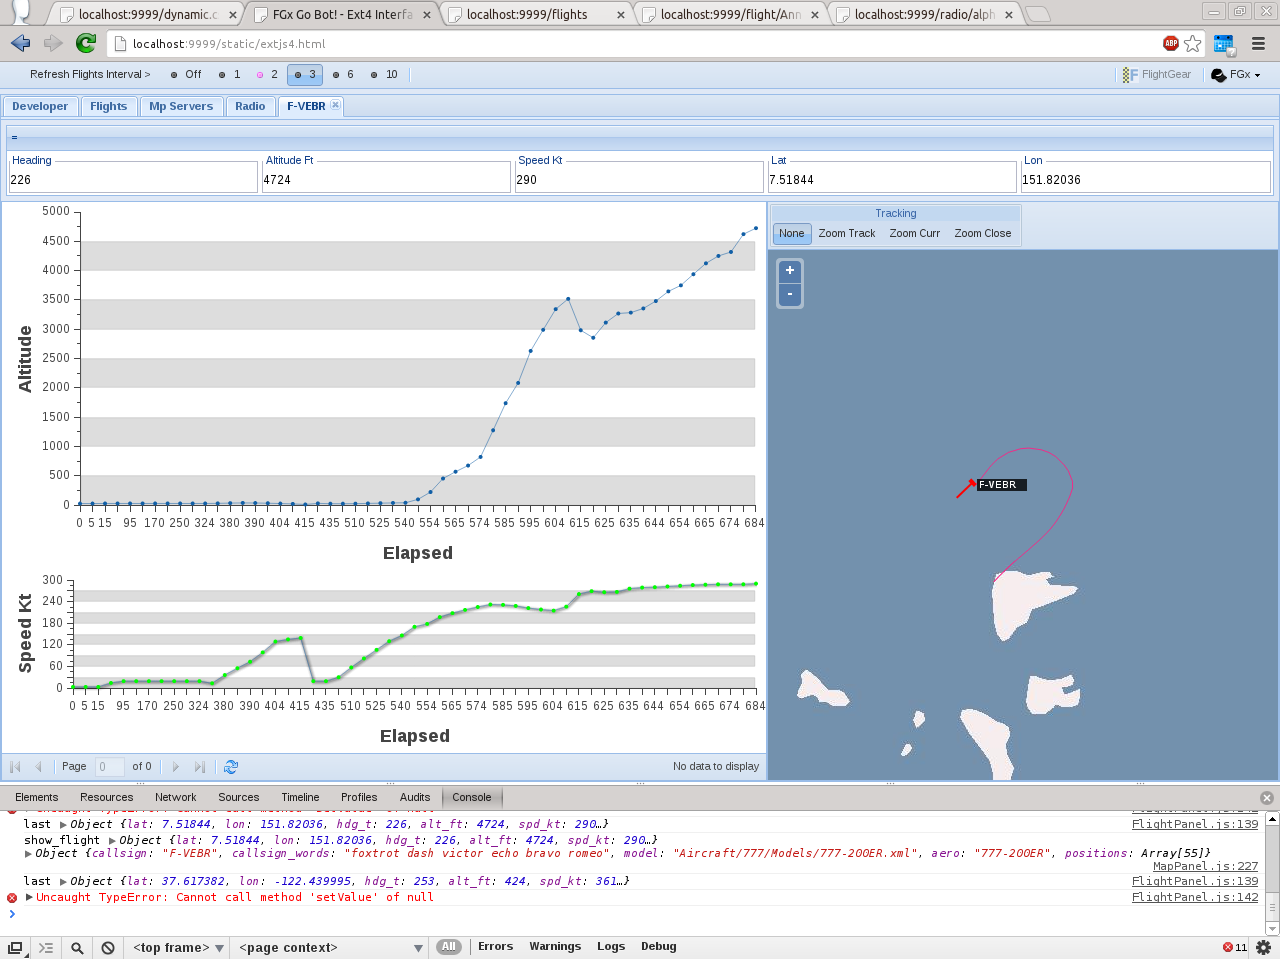 localhost:9999/dynamic.c
FGx Go Bot! - Ext4 Interfa
localhost:9999/flights
localhost:9999/flight/Ann
localhost:9999/radio/alph
localhost:9999/static/extjs4.html
ABP
Refresh Flights Interval > Off 1 2 3 6 10 FlightGear FGx
Developer Flights Mp Servers Radio F-VEBR
=
Heading Altitude Ft Speed Kt Lat Lon
226 4724 290 7.51844 151.82036
Tracking
None Zoom Track Zoom Curr Zoom Close
+
-
F-VEBR
Altitude
5000
4500
4000
3500
3000
2500
2000
1500
1000
500
0
0 5 15 95 170 250 324 380 390 404 415 435 510 525 540 554 565 574 585 595 604 615 625 635 644 654 665 674 684
Elapsed
Speed Kt
300
240
180
120
60
0
0 5 15 95 170 250 324 380 390 404 415 435 510 525 540 554 565 574 585 595 604 615 625 635 644 654 665 674 684
Elapsed
Page 0 of 0 No data to display
Elements Resources Network Sources Timeline Profiles Audits Console
last ▶Object {lat: 7.51844, lon: 151.82036, hdg_t: 226, alt_ft: 4724, spd_kt: 290…} FlightPanel.js:139
show_flight ▶Object {lat: 7.51844, lon: 151.82036, hdg_t: 226, alt_ft: 4724, spd_kt: 290…}
▶Object {callsign: "F-VEBR", callsign_words: "foxtrot dash victor echo bravo romeo", model: "Aircraft/777/Models/777-200ER.xml", aero: "777-200ER", positions: Array[55]}
MapPanel.js:227
last ▶Object {lat: 37.617382, lon: -122.439995, hdg_t: 253, alt_ft: 424, spd_kt: 361…} FlightPanel.js:139
▶Uncaught TypeError: Cannot call method 'setValue' of null FlightPanel.js:142
>
<top frame> <page context> All Errors Warnings Logs Debug 11